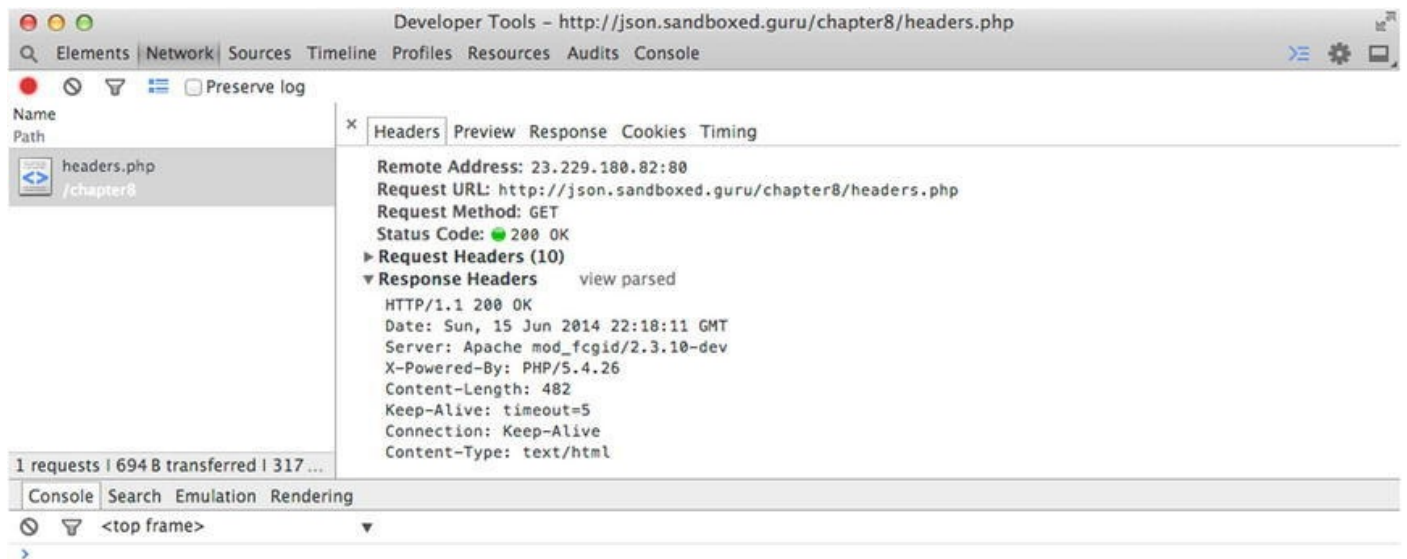 Developer Tools – http://json.sandboxed.guru/chapter8/headers.php
Elements Network Sources Timeline Profiles Resources Audits Console
Preserve log
Name
Path
headers.php
/chapter8
× Headers Preview Response Cookies Timing
Remote Address: 23.229.180.82:80
Request URL: http://json.sandboxed.guru/chapter8/headers.php
Request Method: GET
Status Code: 200 OK
Request Headers (10)
Response Headers view parsed
HTTP/1.1 200 OK
Date: Sun, 15 Jun 2014 22:18:11 GMT
Server: Apache mod_fcgid/2.3.10-dev
X-Powered-By: PHP/5.4.26
Content-Length: 482
Keep-Alive: timeout=5
Connection: Keep-Alive
Content-Type: text/html
1 requests | 694 B transferred | 317 ...
Console Search Emulation Rendering
<top frame>